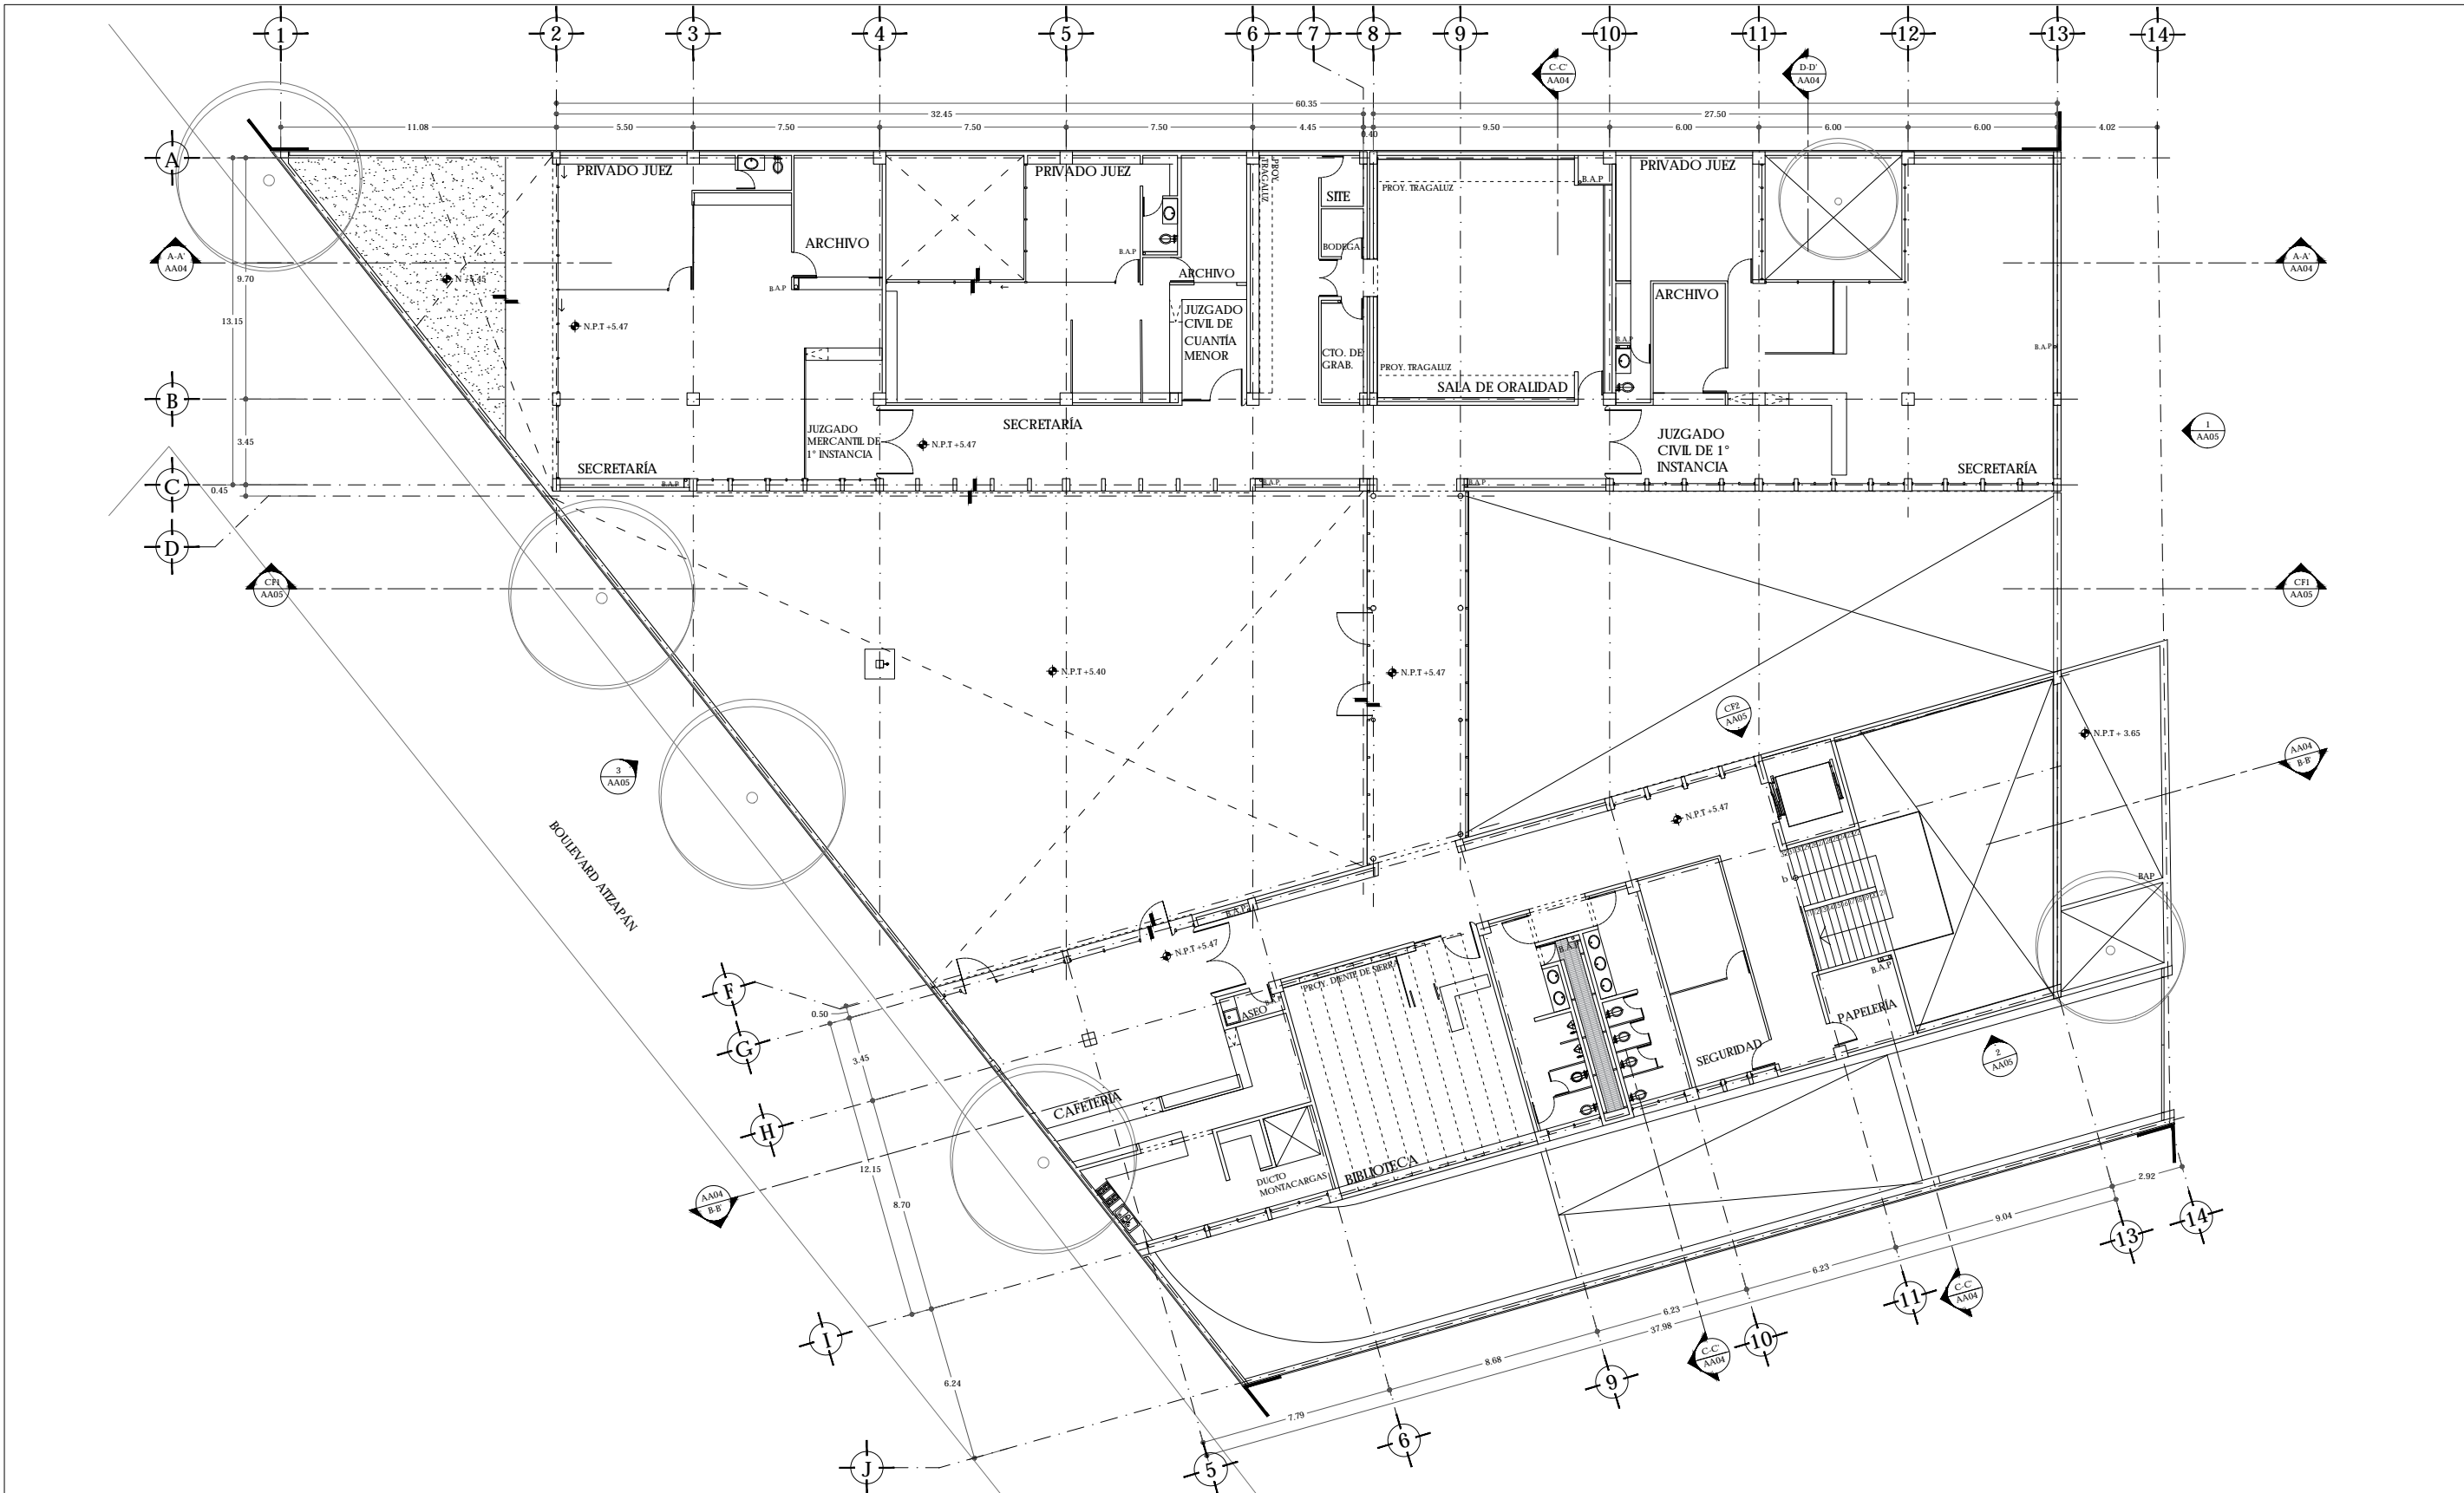 1 2 3 4 5 6 7 8 9 10 11 12 13 14
C-C'
AA04
D-D'
AA04
60.35
32.45 27.50
11.08 5.50 7.50 7.50 7.50 4.45 0.40 9.50 6.00 6.00 6.00 4.02
A
PRIVADO JUEZ
PRIVADO JUEZ
PROY.
TRAGALUZ
SITE
PROY. TRAGALUZ
B.A.P
PRIVADO JUEZ
A-A'
AA04
9.70
N +5.45
ARCHIVO
B.A.P
B.A.P
ARCHIVO
BODEGA
A-A'
AA04
13.15
N.P.T +5.47
JUZGADO
CIVIL DE
CUANTÍA
MENOR
CTO. DE
GRAB.
PROY. TRAGALUZ
SALA DE ORALIDAD
ARCHIVO
B.A.P
B.A.P
B
3.45
JUZGADO
MERCANTIL DE
1° INSTANCIA
N.P.T +5.47
SECRETARÍA
JUZGADO
CIVIL DE 1°
INSTANCIA
1
AA05
SECRETARÍA
SECRETARÍA
C
0.45
B.A.P
B.A.P.
B.A.P
D
CF1
AA05
CF1
AA05
N.P.T +5.40
N.P.T +5.47
CF2
AA05
N.P.T + 3.65
AA04
B-B'
3
AA05
N.P.T +5.47
BOULEVARD ATIZAPÁN
BAP
B.A.P
N.P.T +5.47
B.A.P
B.A.P
F
0.50
G
PROY. DIENTE DE SIERRA
ASEO
B.A.P
PAPELERÍA
SEGURIDAD
2
AA05
3.45
H
CAFETERÍA
12.15
8.70
BIBLIOTECA
DUCTO
MONTACARGAS
AA04
B-B'
2.92
9.04
14
13
6.23
C-C'
AA04
11
I
6.23
37.98
10
C-C'
AA04
8.68
9
6.24
7.79
6
J
5